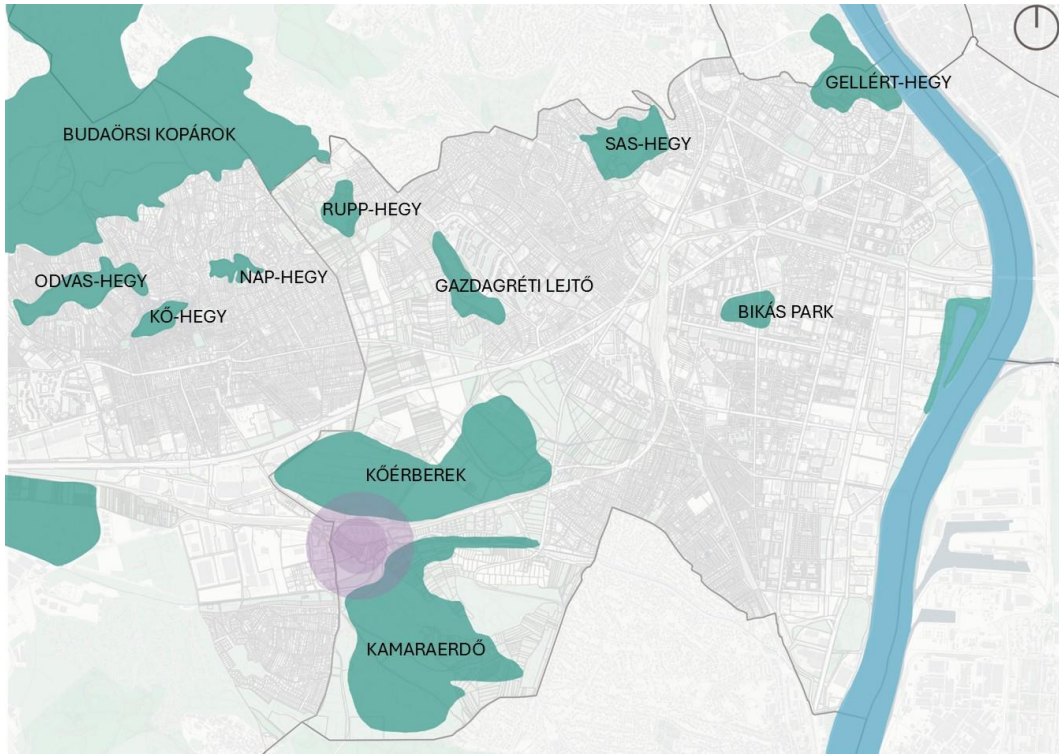 GELLÉRT-HEGY
BUDAÖRSI KOPÁROK
SAS-HEGY
RUPP-HEGY
ODVAS-HEGY
NAP-HEGY
GAZDAGRÉTI LEJTŐ
KŐ-HEGY
BIKÁS PARK
KŐÉRBEREK
KAMARAERDŐ